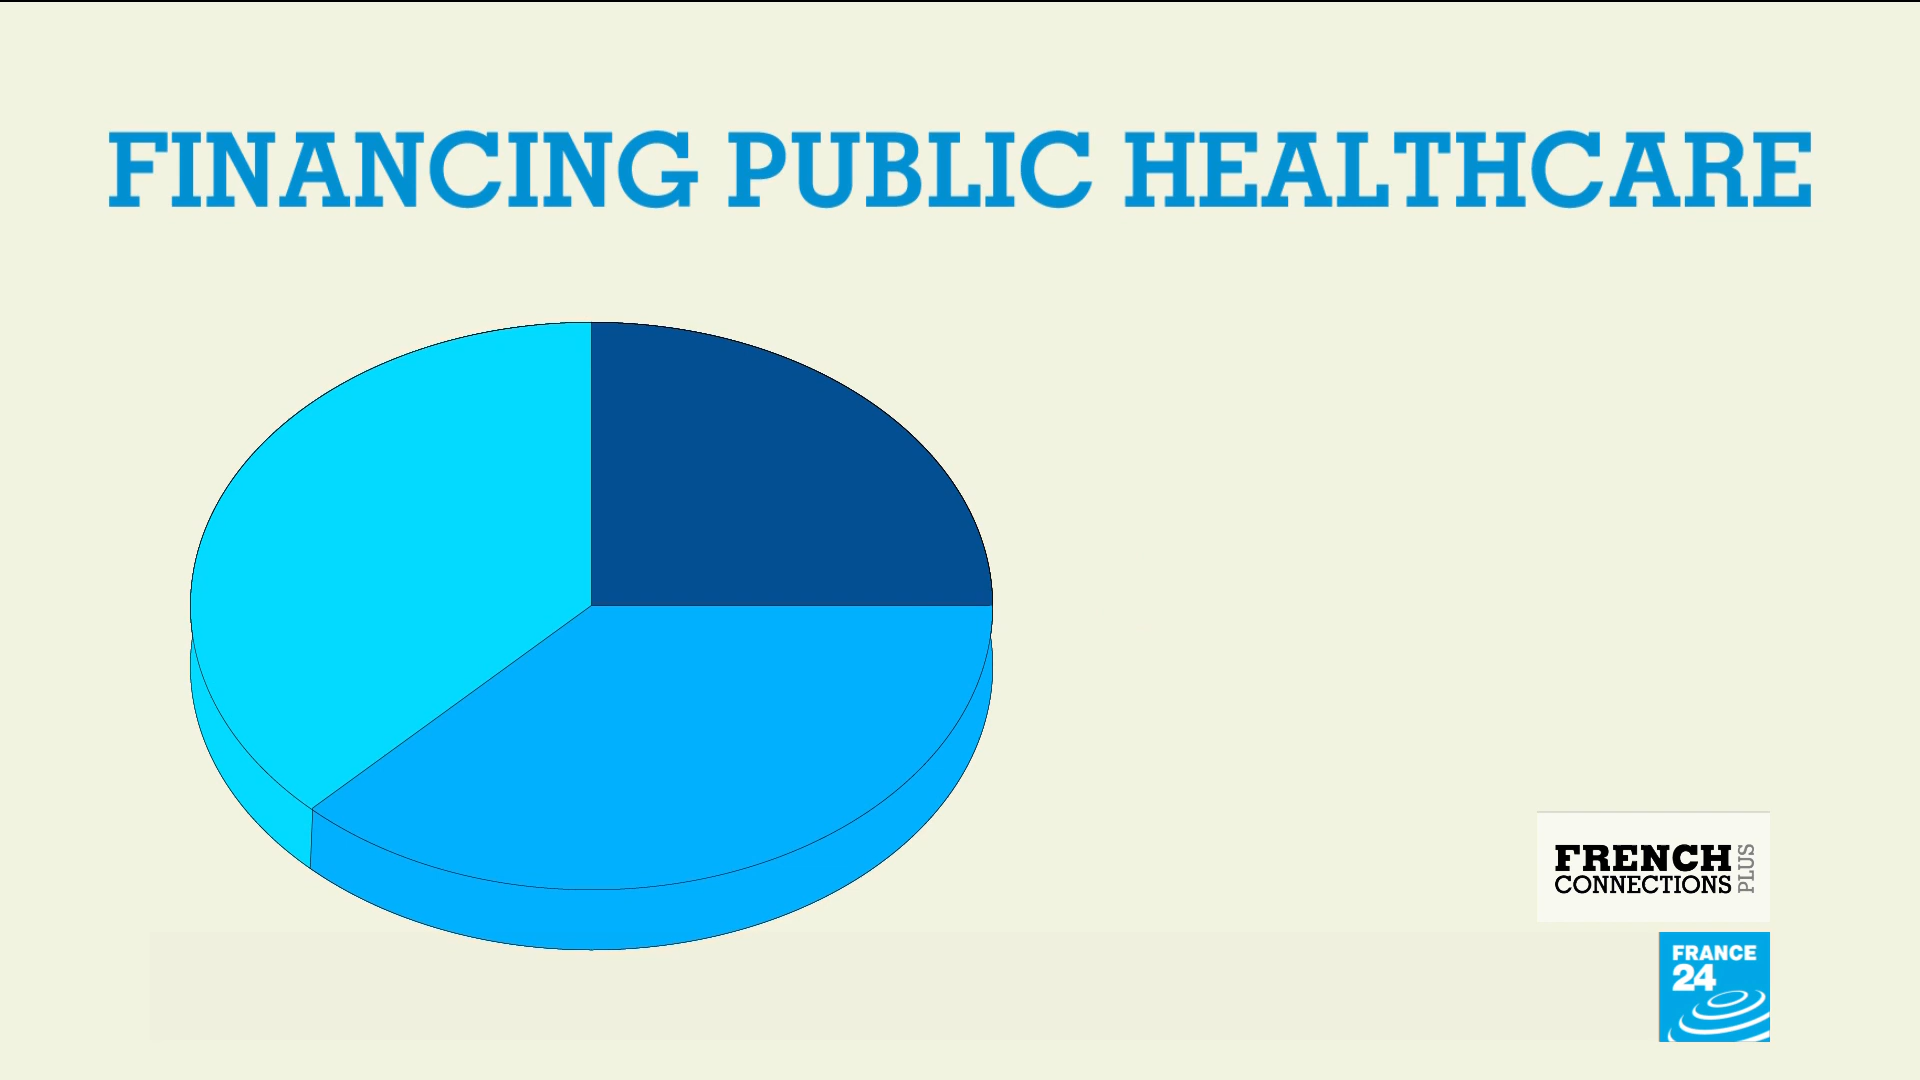 FINANCING PUBLIC HEALTHCARE
FRENCH
CONNECTIONS
PLUS
FRANCE
24